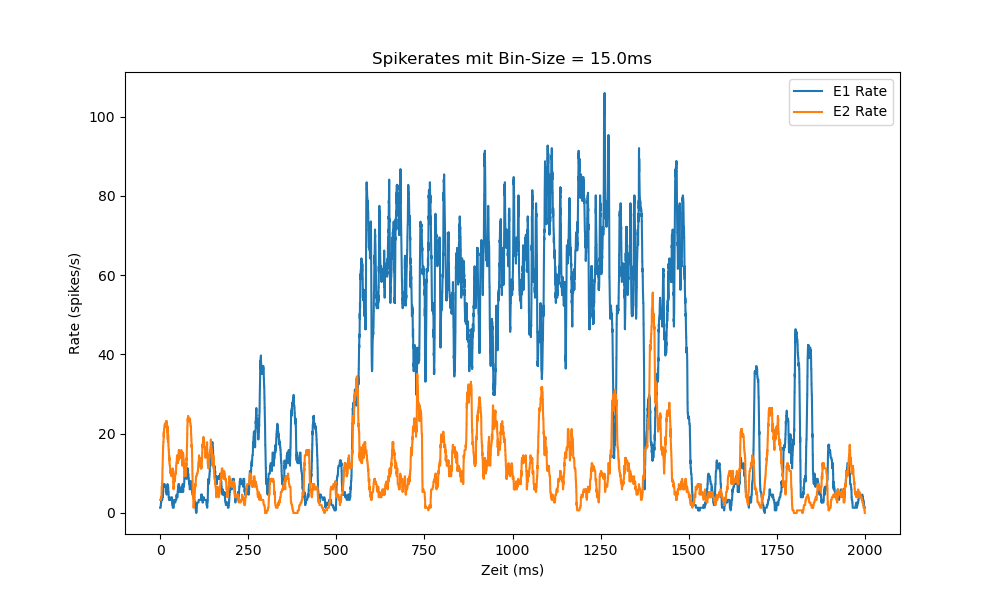 Spikerates mit Bin-Size = 15.0ms
E1 Rate
E2 Rate
100
80
60
40
20
0
Rate (spikes/s)
0 250 500 750 1000 1250 1500 1750 2000
Zeit (ms)